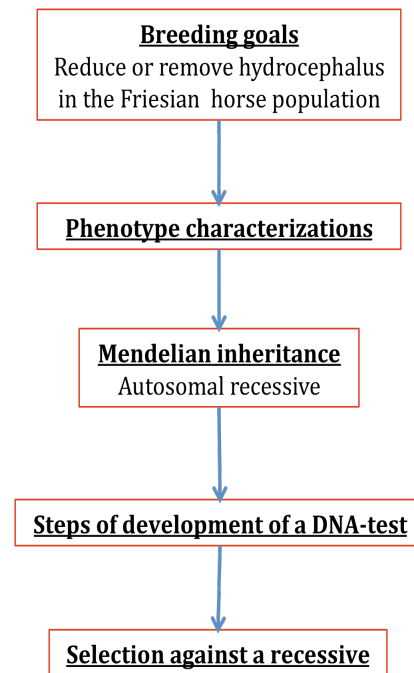 Breeding goals
Reduce or remove hydrocephalus
in the Friesian horse population
Phenotype characterizations
Mendelian inheritance
Autosomal recessive
Steps of development of a DNA-test
Selection against a recessive